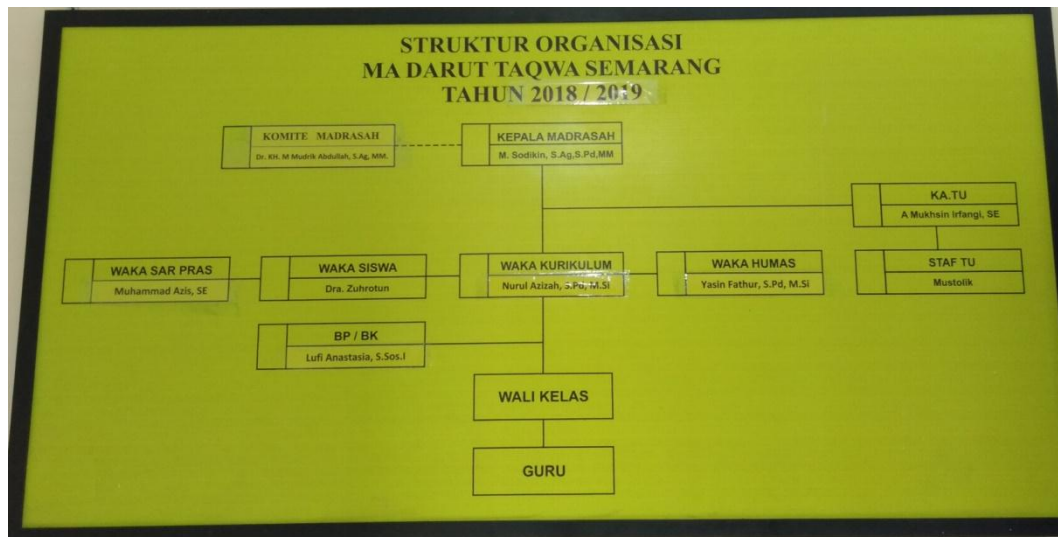 STRUKTUR ORGANISASI
MA DARUT TAQWA SEMARANG
TAHUN 2018 / 2019
KOMITE MADRASAH
Dr. KH. M Mudrik Abdullah, S.Ag, MM.
KEPALA MADRASAH
M. Sodikin, S.Ag,S.Pd,MM
KA.TU
A Mukhsin Irfangi, SE
WAKA SAR PRAS
Muhammad Azis, SE
WAKA SISWA
Dra. Zuhrotun
WAKA KURIKULUM
Nurul Azizah, S.Pd, M.Si
WAKA HUMAS
Yasin Fathur, S.Pd, M.Si
STAF TU
Mustolik
BP / BK
Lufi Anastasia, S.Sos.I
WALI KELAS
GURU